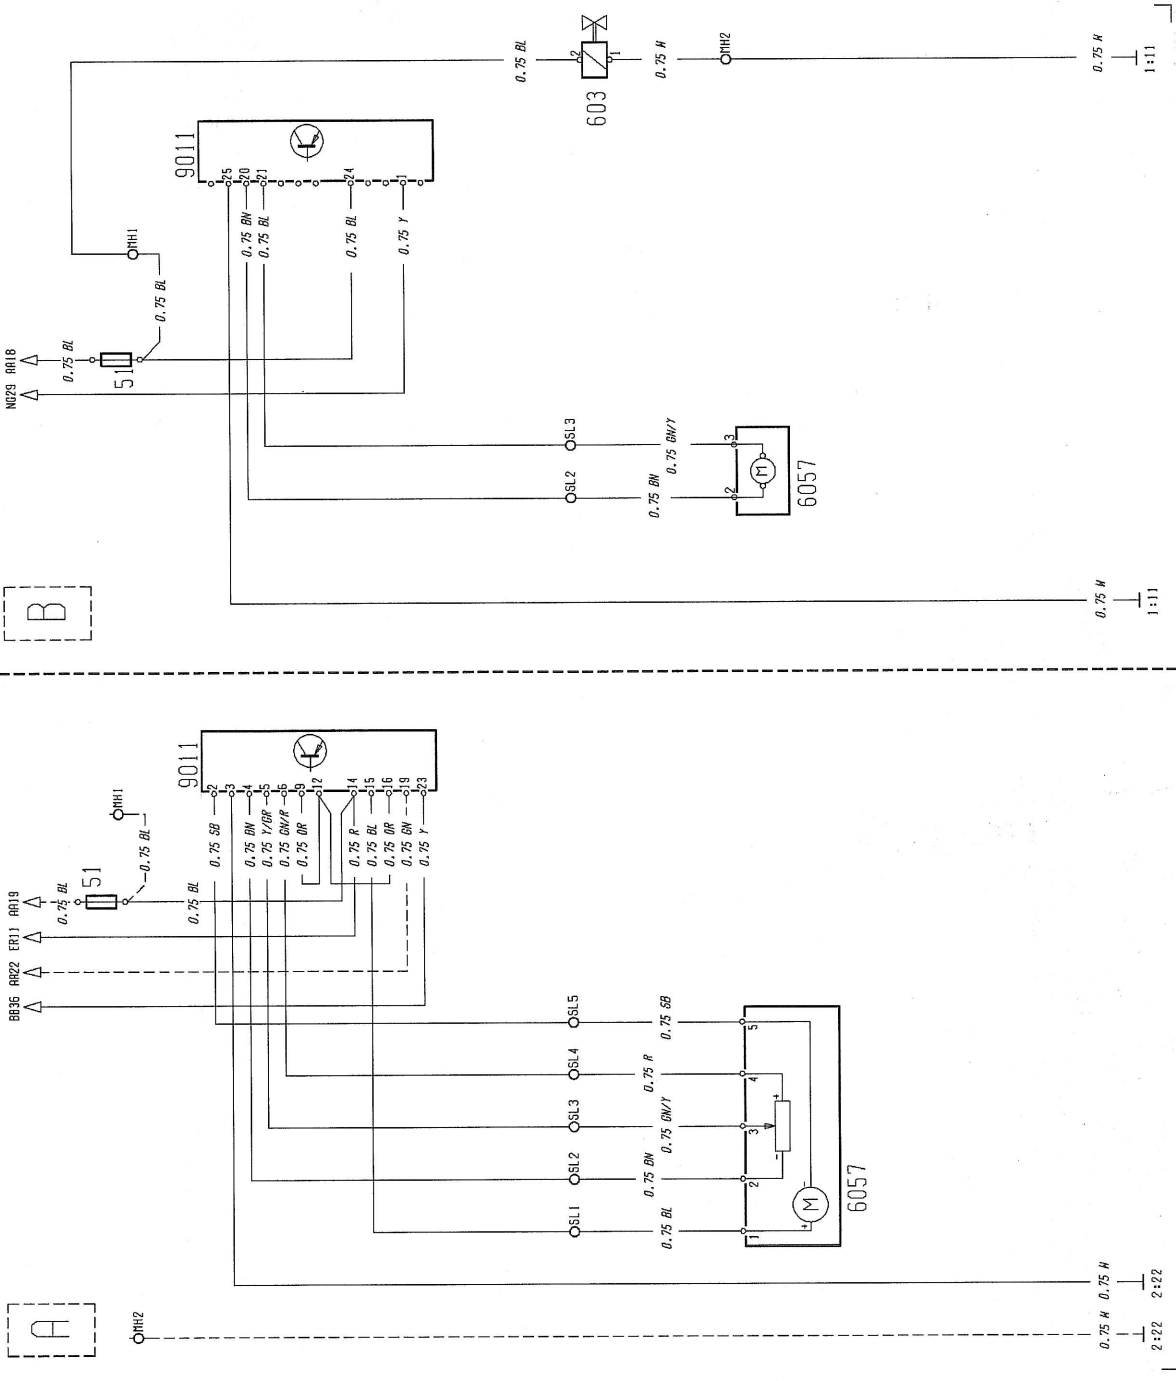 0.75 BL
2
1
603
0.75 W
MH2
0.75 W
1:11
9011
25
20
21
24
1
0.75 BN
0.75 BL
0.75 BL
0.75 Y
MH1
0.75 BL
AA18
0.75 BL
51
NG29
SL3
0.75 GN/Y
3
SL2
0.75 BN
2
M
6057
B
0.75 W
1:11
9011
2
3
4
5
6
9
12
14
15
16
19
23
0.75 SB
0.75 BN
0.75 Y/GR
0.75 GN/R
0.75 OR
0.75 R
0.75 BL
0.75 OR
0.75 GN
0.75 Y
MH1
0.75 BL
51
AA19
0.75 BL
0.75 BL
ER11
AA22
BB36
SL5
0.75 SB
5
SL4
0.75 R
4
SL3
0.75 GN/Y
3
+
-
SL2
0.75 BN
2
SL1
0.75 BL
1
+
M
-
6057
0.75 W
2:22
A
MH2
0.75 W
2:22